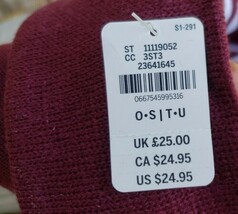 S1-291
ST 11119052
CC 3ST3
23641645
0667545995316
O•S | T•U
UK £25.00
CA $24.95
US $24.95